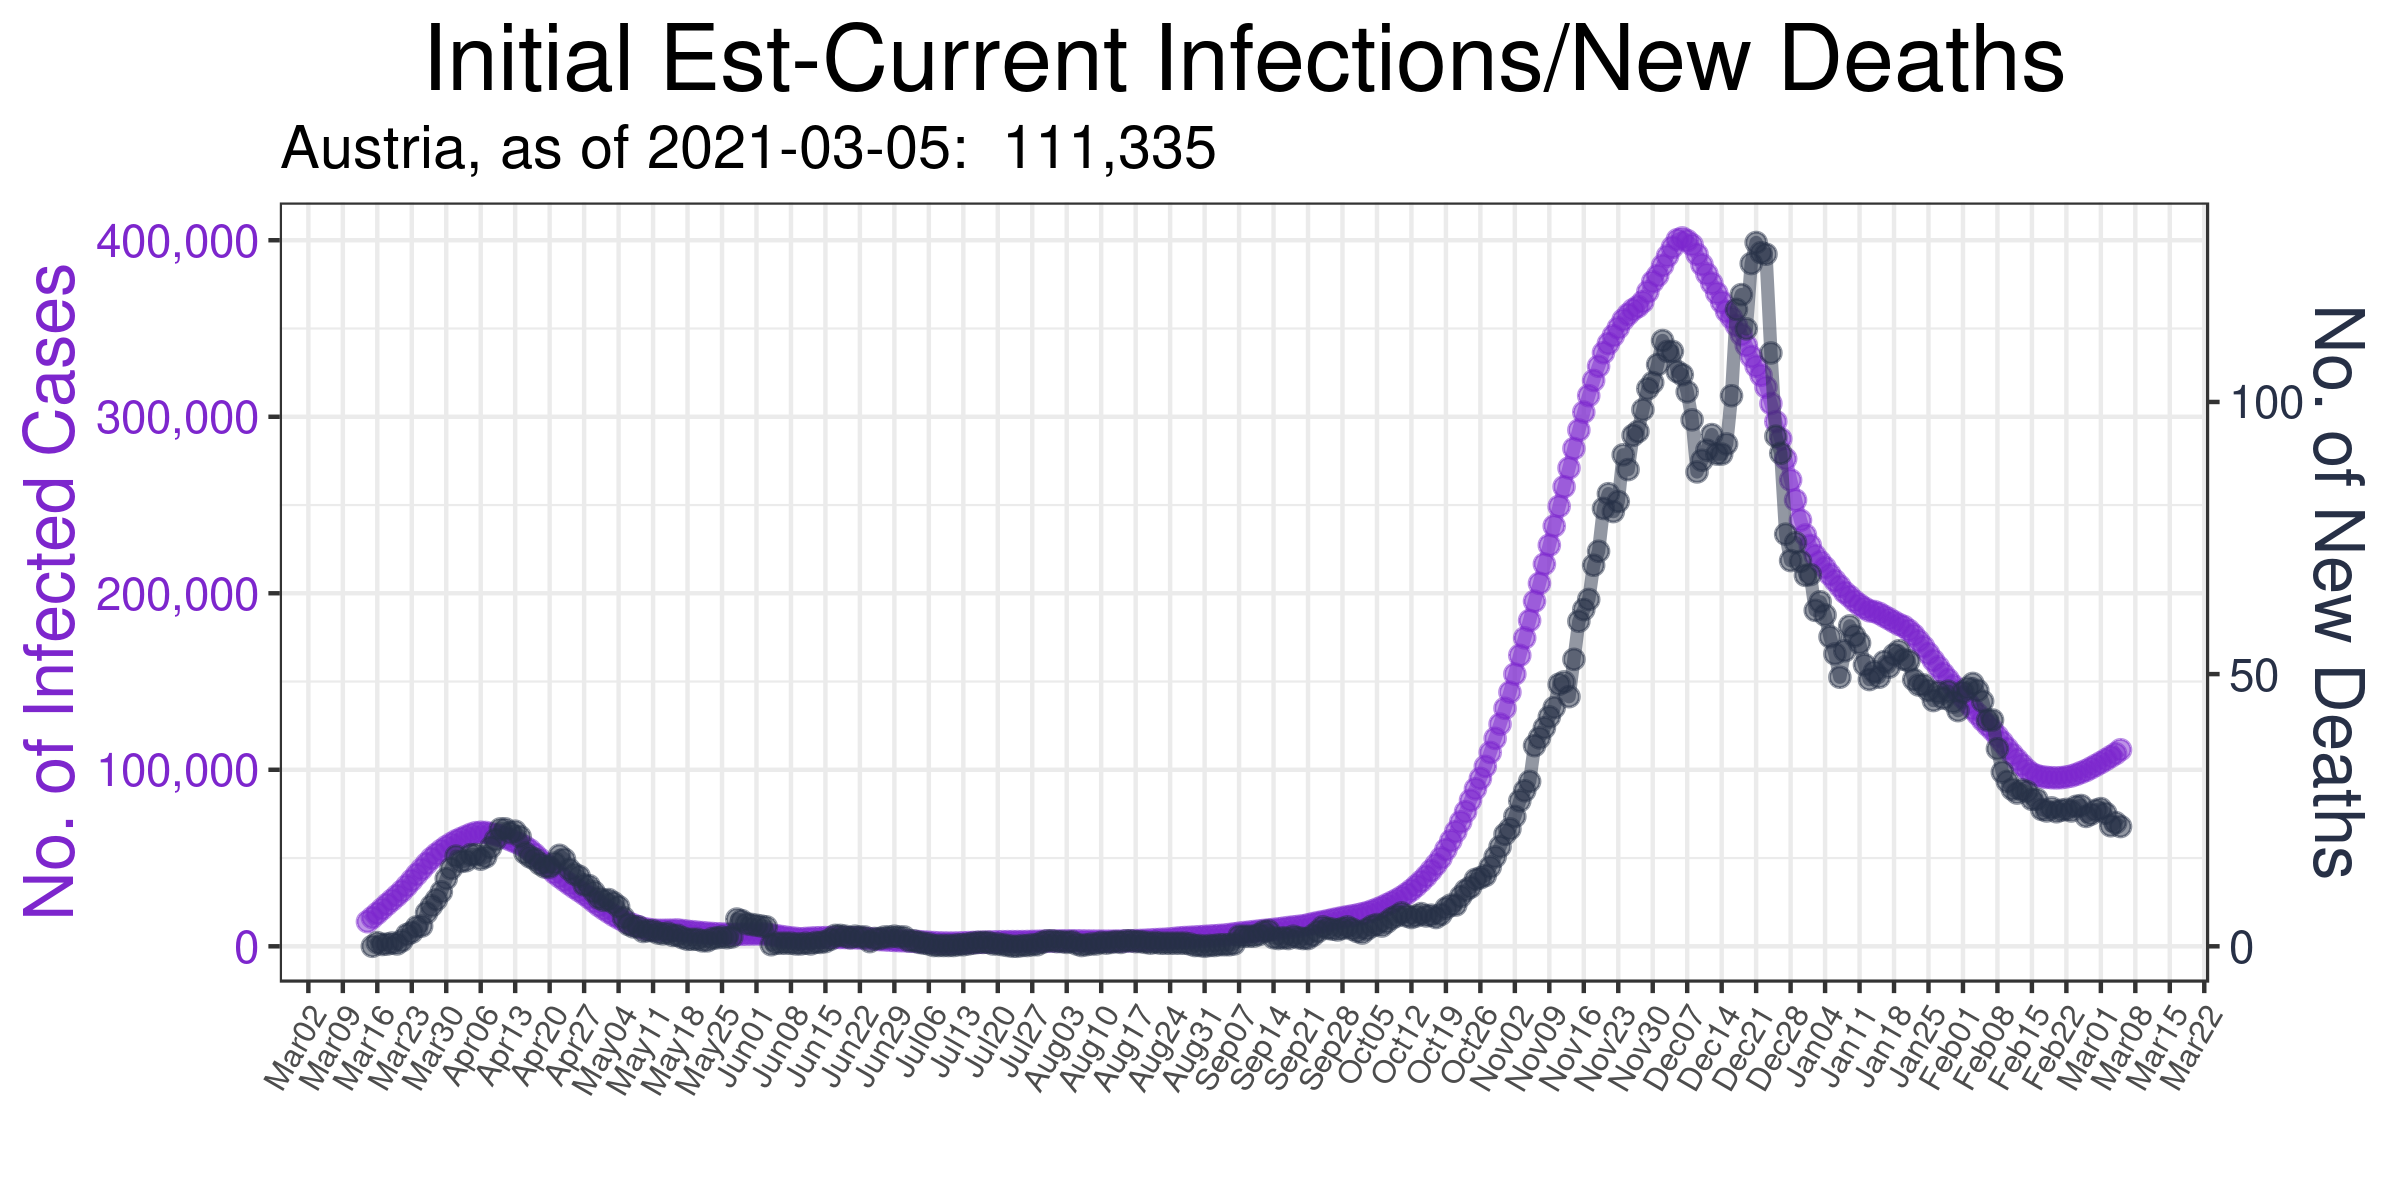 Initial Est-Current Infections/New Deaths
Austria, as of 2021-03-05:  111,335
No. of Infected Cases
400,000
300,000
200,000
100,000
0
100
50
0
No. of New Deaths
Mar02
Mar09
Mar16
Mar23
Mar30
Apr06
Apr13
Apr20
Apr27
May04
May11
May18
May25
Jun01
Jun08
Jun15
Jun22
Jun29
Jul06
Jul13
Jul20
Jul27
Aug03
Aug10
Aug17
Aug24
Aug31
Sep07
Sep14
Sep21
Sep28
Oct05
Oct12
Oct19
Oct26
Nov02
Nov09
Nov16
Nov23
Nov30
Dec07
Dec14
Dec21
Dec28
Jan04
Jan11
Jan18
Jan25
Feb01
Feb08
Feb15
Feb22
Mar01
Mar08
Mar15
Mar22